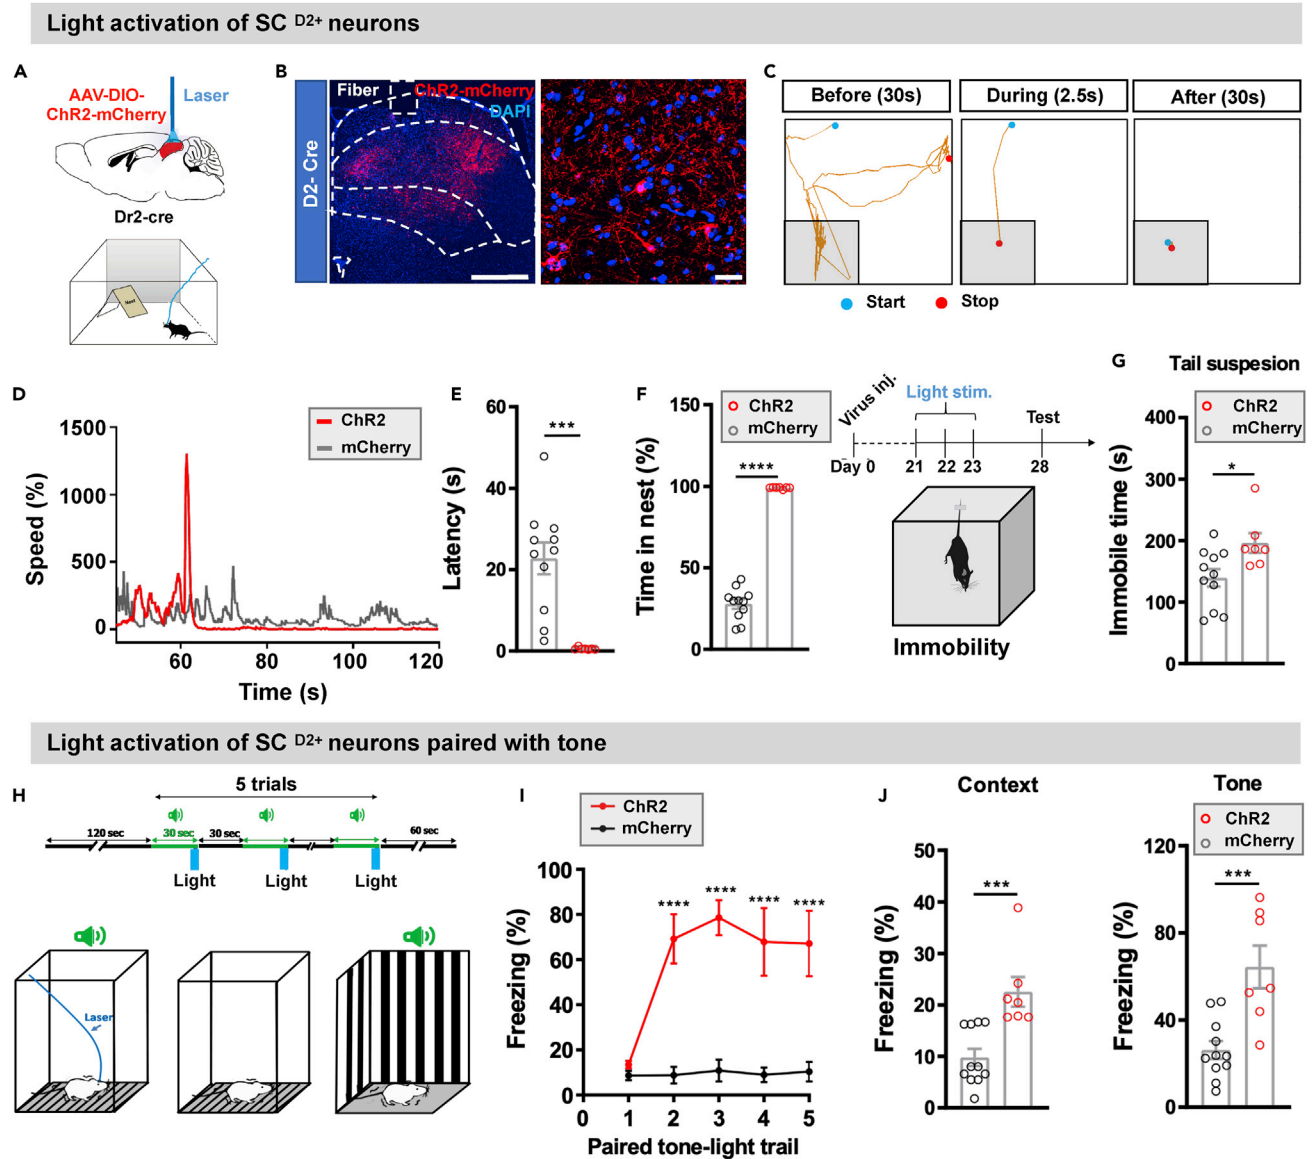 Light activation of SC D2+ neurons
A
AAV-DIO-
ChR2-mCherry
Laser
Dr2-cre
Nest
B
D2- Cre
Fiber
ChR2-mCherry
DAPI
C
Before (30s)
During (2.5s)
After (30s)
Start
Stop
D
Speed (%)
1500
1000
500
0
60
80
100
120
Time (s)
ChR2
mCherry
E
Latency (s)
60
40
20
0
***
F
Time in nest (%)
150
100
50
0
ChR2
mCherry
****
Virus inj.
Light stim.
Test
Day 0
21
22
23
28
Immobility
G
Tail suspesion
ChR2
mCherry
Immobile time (s)
400
300
200
100
0
*
Light activation of SC D2+ neurons paired with tone
H
5 trials
120 sec
30 sec
30 sec
60 sec
Light
Light
Light
Laser
I
ChR2
mCherry
Freezing (%)
100
80
60
40
20
0
****
****
****
****
0
1
2
3
4
5
Paired tone-light trail
J
Context
Freezing (%)
50
40
30
20
10
0
***
Tone
ChR2
mCherry
Freezing (%)
120
80
40
0
***